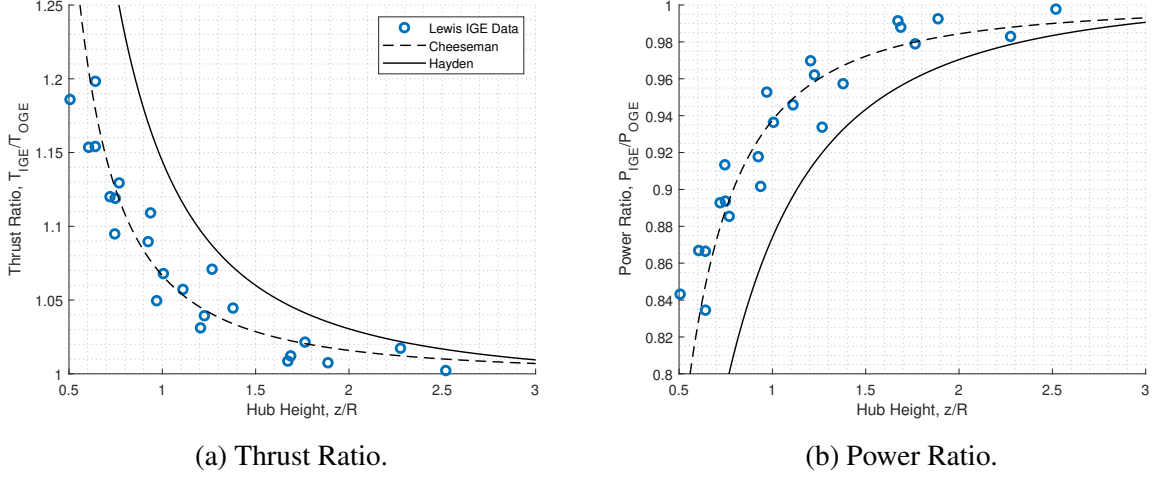 1.25
1.2
1.15
1.1
1.05
1
Thrust Ratio, T_IGE/T_OGE
Lewis IGE Data
Cheeseman
Hayden
0.5 1 1.5 2 2.5 3
Hub Height, z/R
(a) Thrust Ratio.
1
0.98
0.96
0.94
0.92
0.9
0.88
0.86
0.84
0.82
0.8
Power Ratio, P_IGE/P_OGE
0.5 1 1.5 2 2.5 3
Hub Height, z/R
(b) Power Ratio.